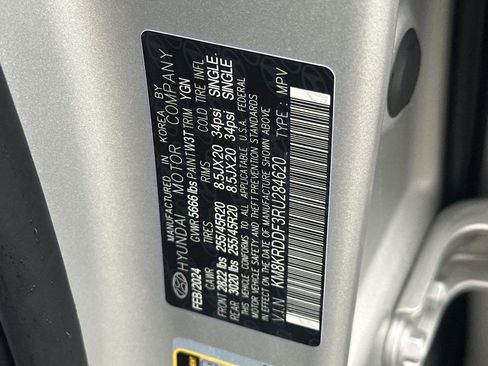 MANUFACTURED IN KOREA BY
HYUNDAI MOTOR COMPANY
FEB/2024 GVWR 5666 lbs PAINT W3T TRIM YGN
GAWR TIRES RIMS COLD TIRE INFL
FRONT 2822 lbs 255/45R20 8.5JX20 34psi SINGLE
REAR 3020 lbs 255/45R20 8.5JX20 34psi SINGLE
THIS VEHICLE CONFORMS TO ALL APPLICABLE U.S.A. FEDERAL
MOTOR VEHICLE SAFETY AND THEFT PREVENTION STANDARDS
IN EFFECT ON THE DATE OF MANUFACTURE SHOWN ABOVE
V.I.N: KM8KRDDF3RU284620 TYPE: MPV